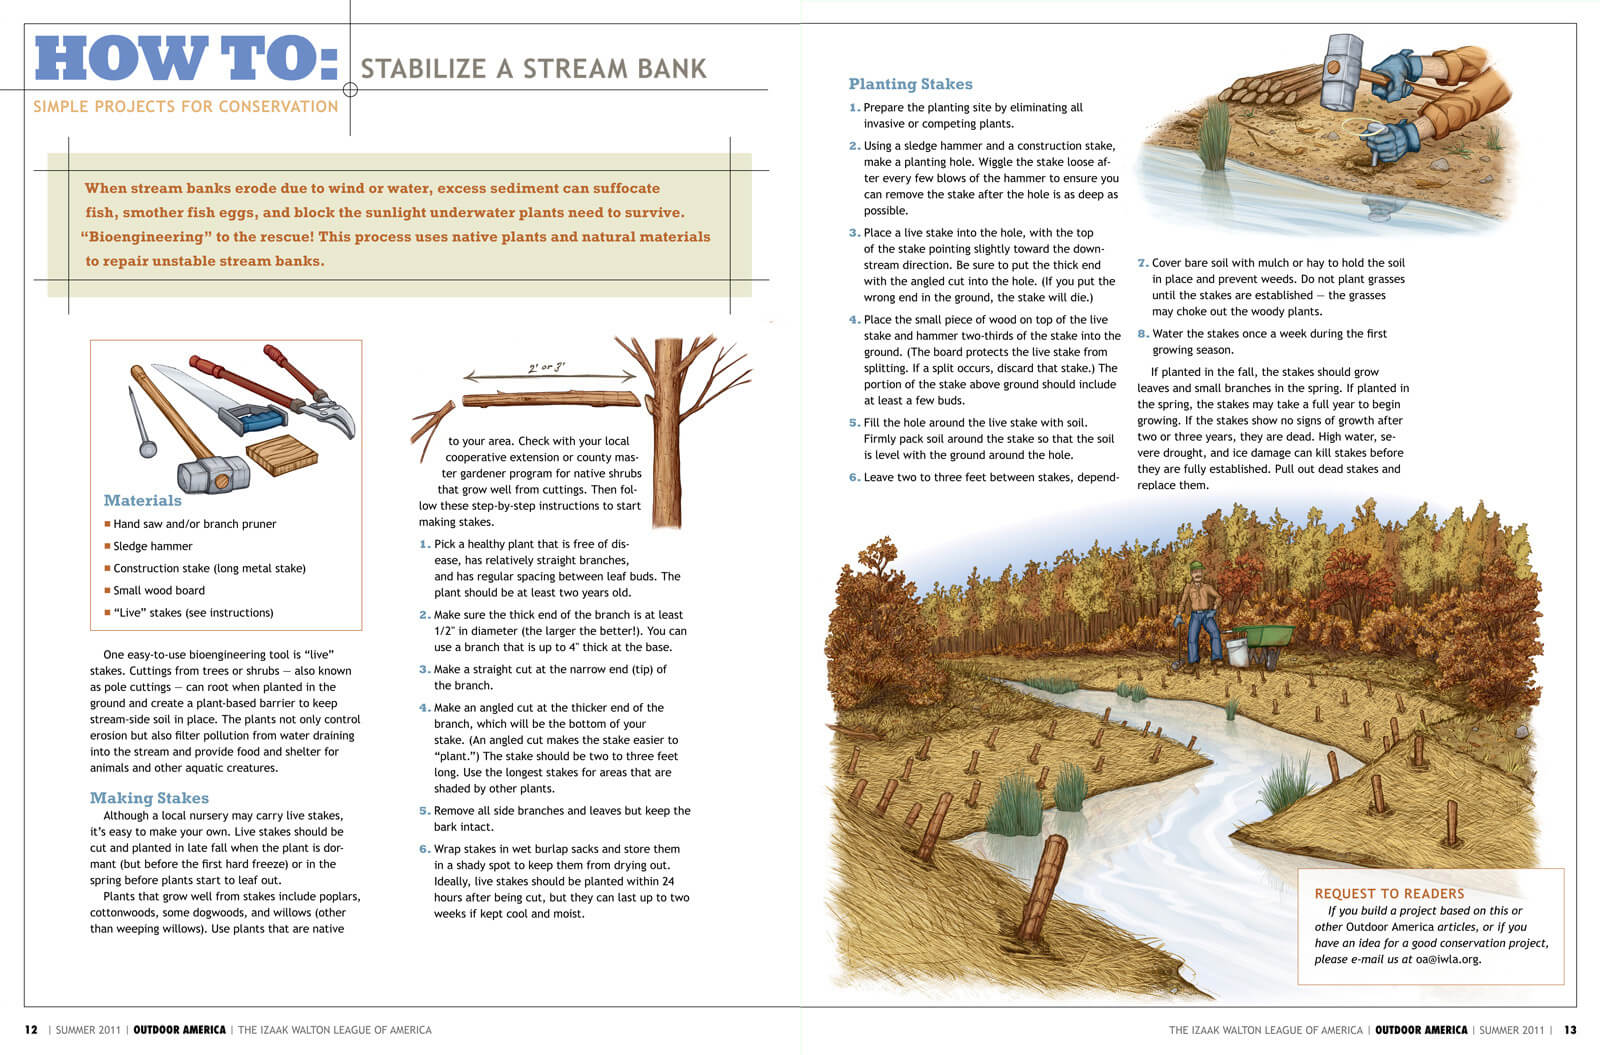 HOW TO:
STABILIZE A STREAM BANK
SIMPLE PROJECTS FOR CONSERVATION
When stream banks erode due to wind or water, excess sediment can suffocate
fish, smother fish eggs, and block the sunlight underwater plants need to survive.
“Bioengineering” to the rescue! This process uses native plants and natural materials
to repair unstable stream banks.
Materials
Hand saw and/or branch pruner
Sledge hammer
Construction stake (long metal stake)
Small wood board
“Live” stakes (see instructions)
One easy-to-use bioengineering tool is “live”
stakes. Cuttings from trees or shrubs — also known
as pole cuttings — can root when planted in the
ground and create a plant-based barrier to keep
stream-side soil in place. The plants not only control
erosion but also filter pollution from water draining
into the stream and provide food and shelter for
animals and other aquatic creatures.
Making Stakes
Although a local nursery may carry live stakes,
it’s easy to make your own. Live stakes should be
cut and planted in late fall when the plant is dor-
mant (but before the first hard freeze) or in the
spring before plants start to leaf out.
Plants that grow well from stakes include poplars,
cottonwoods, some dogwoods, and willows (other
than weeping willows). Use plants that are native
2' or 3'
to your area. Check with your local
cooperative extension or county mas-
ter gardener program for native shrubs
that grow well from cuttings. Then fol-
low these step-by-step instructions to start
making stakes.
1. Pick a healthy plant that is free of dis-
ease, has relatively straight branches,
and has regular spacing between leaf buds. The
plant should be at least two years old.
2. Make sure the thick end of the branch is at least
1/2" in diameter (the larger the better!). You can
use a branch that is up to 4" thick at the base.
3. Make a straight cut at the narrow end (tip) of
the branch.
4. Make an angled cut at the thicker end of the
branch, which will be the bottom of your
stake. (An angled cut makes the stake easier to
“plant.”) The stake should be two to three feet
long. Use the longest stakes for areas that are
shaded by other plants.
5. Remove all side branches and leaves but keep the
bark intact.
6. Wrap stakes in wet burlap sacks and store them
in a shady spot to keep them from drying out.
Ideally, live stakes should be planted within 24
hours after being cut, but they can last up to two
weeks if kept cool and moist.
12 | SUMMER 2011 | OUTDOOR AMERICA | THE IZAAK WALTON LEAGUE OF AMERICA
Planting Stakes
1. Prepare the planting site by eliminating all
invasive or competing plants.
2. Using a sledge hammer and a construction stake,
make a planting hole. Wiggle the stake loose af-
ter every few blows of the hammer to ensure you
can remove the stake after the hole is as deep as
possible.
3. Place a live stake into the hole, with the top
of the stake pointing slightly toward the down-
stream direction. Be sure to put the thick end
with the angled cut into the hole. (If you put the
wrong end in the ground, the stake will die.)
4. Place the small piece of wood on top of the live
stake and hammer two-thirds of the stake into the
ground. (The board protects the live stake from
splitting. If a split occurs, discard that stake.) The
portion of the stake above ground should include
at least a few buds.
5. Fill the hole around the live stake with soil.
Firmly pack soil around the stake so that the soil
is level with the ground around the hole.
6. Leave two to three feet between stakes, depend-
7. Cover bare soil with mulch or hay to hold the soil
in place and prevent weeds. Do not plant grasses
until the stakes are established — the grasses
may choke out the woody plants.
8. Water the stakes once a week during the first
growing season.
If planted in the fall, the stakes should grow
leaves and small branches in the spring. If planted in
the spring, the stakes may take a full year to begin
growing. If the stakes show no signs of growth after
two or three years, they are dead. High water, se-
vere drought, and ice damage can kill stakes before
they are fully established. Pull out dead stakes and
replace them.
REQUEST TO READERS
If you build a project based on this or
other Outdoor America articles, or if you
have an idea for a good conservation project,
please e-mail us at oa@iwla.org.
THE IZAAK WALTON LEAGUE OF AMERICA | OUTDOOR AMERICA | SUMMER 2011 | 13